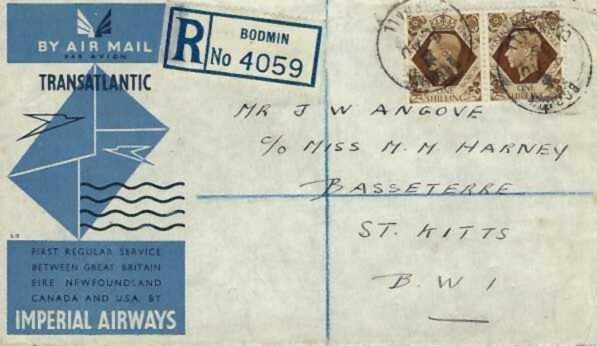 BY AIR MAIL
PAR AVION
TRANSATLANTIC
R
BODMIN
No 4059
ONE SHILLING
ONE SHILLING
MR J W ANGOVE
C/o MISS M. M HARNEY
BASSETERRE
ST. KITTS
B. W I
FIRST REGULAR SERVICE
BETWEEN GREAT BRITAIN
EIRE NEWFOUNDLAND
CANADA AND U.S.A. BY
IMPERIAL AIRWAYS